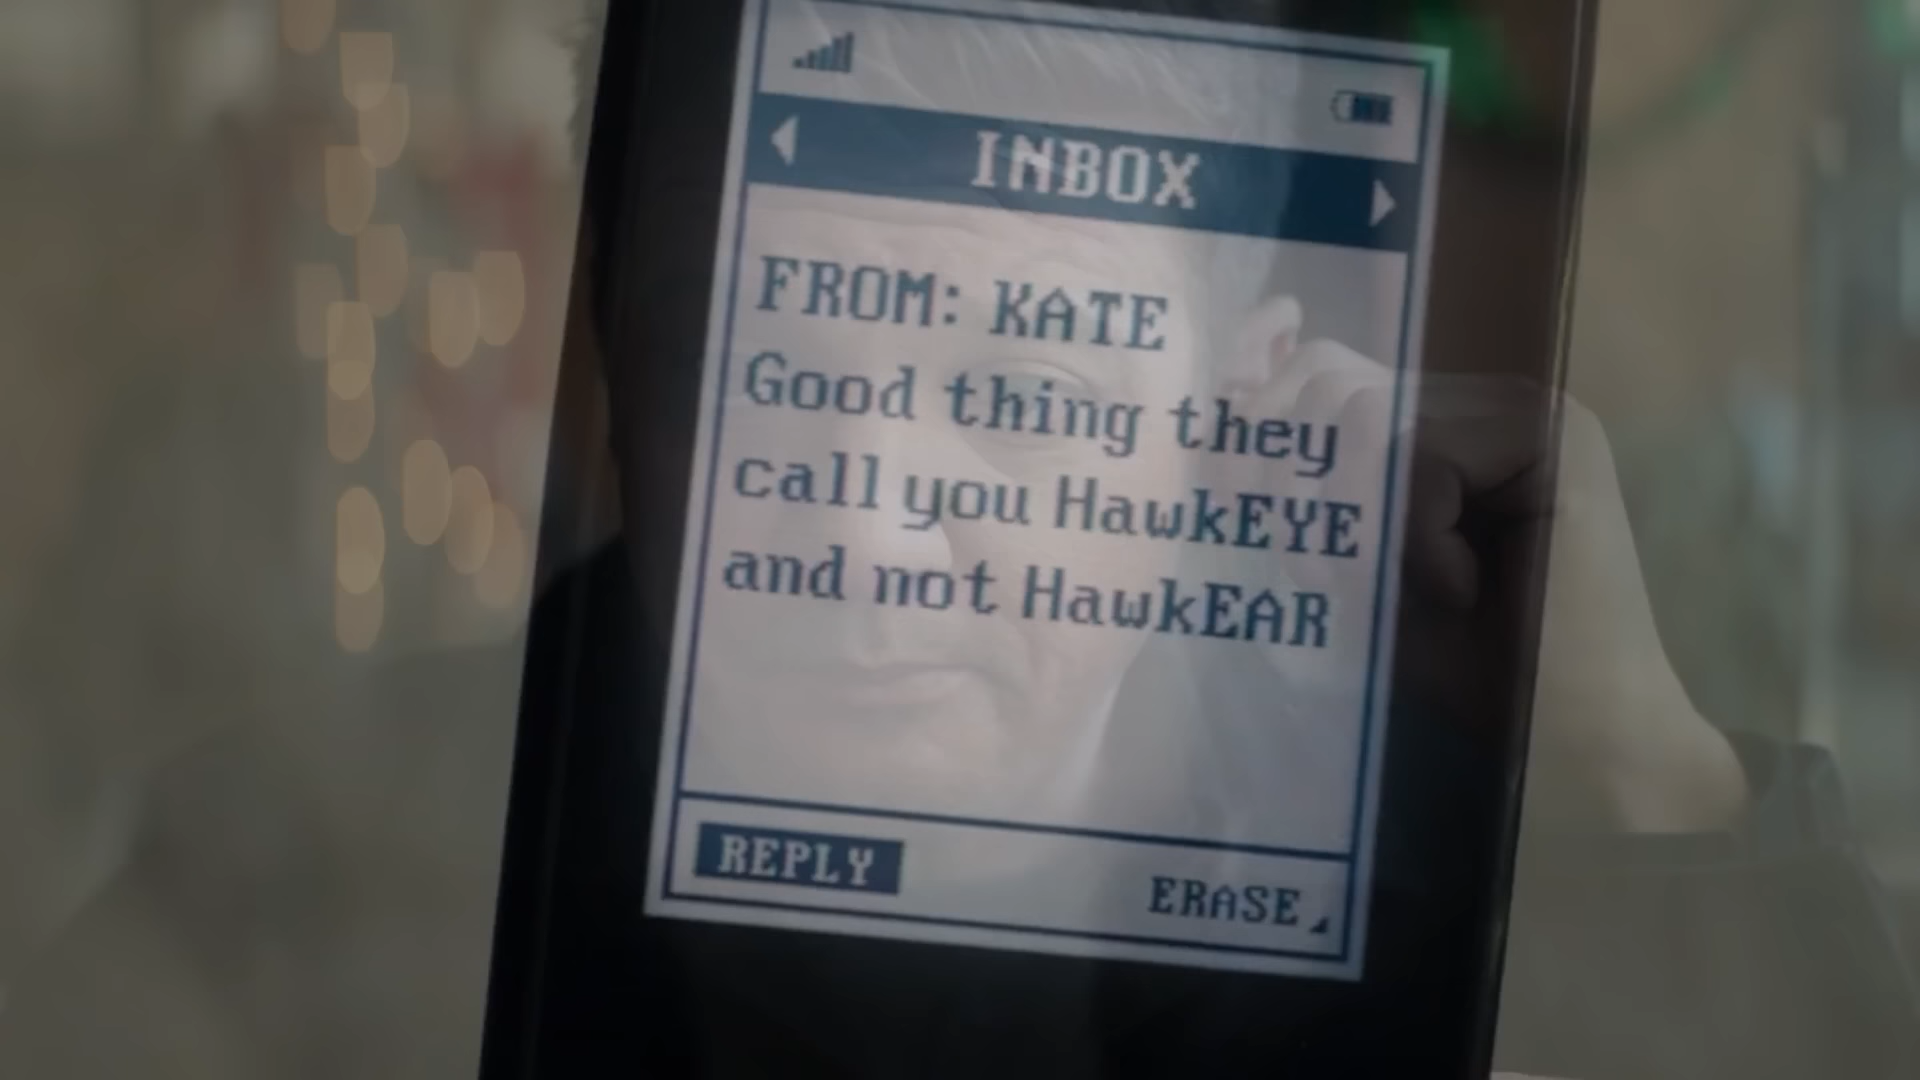 INBOX
FROM: KATE
Good thing they
call you HawkEYE
and not HawkEAR
REPLY ERASE